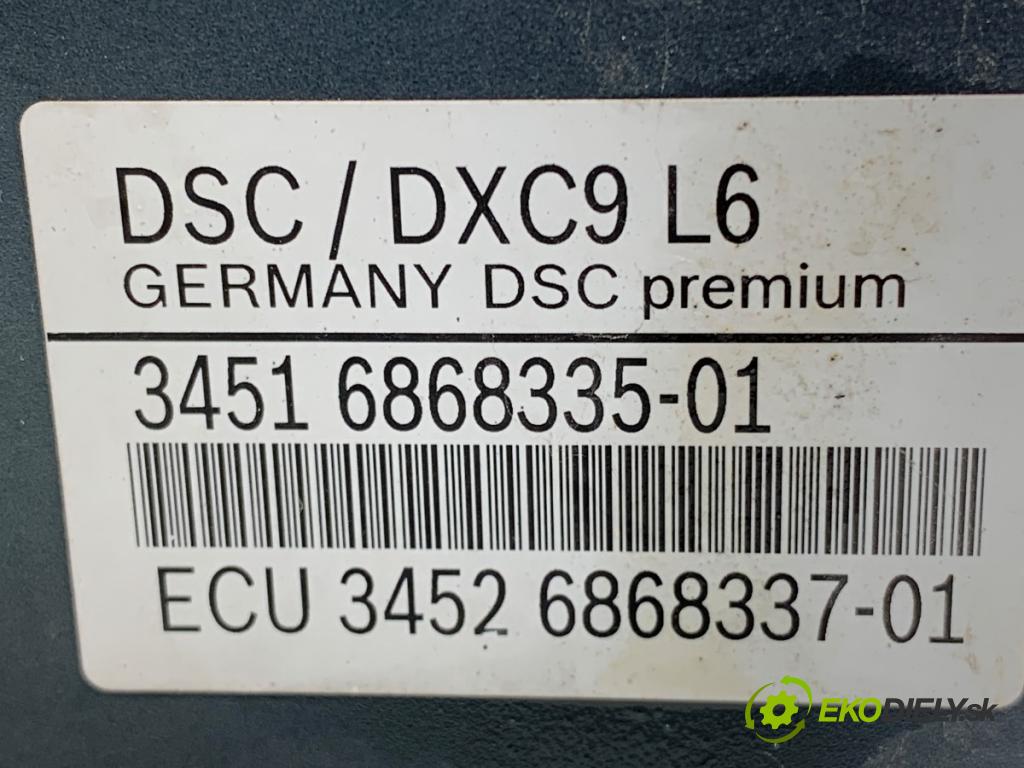 DSC / DXC9 L6
GERMANY DSC premium
3451 6868335-01
ECU 3452 6868337-01
EKODIELY.sk